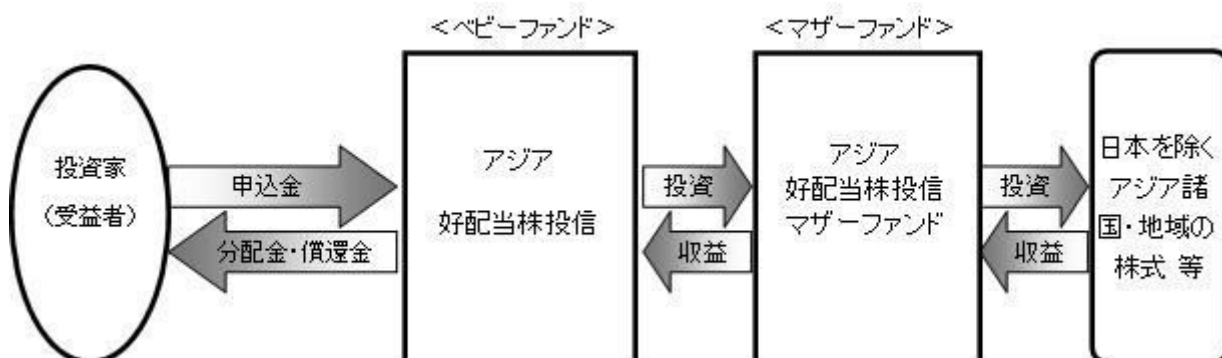 ＜ベビーファンド＞
＜マザーファンド＞
投資家
（受益者）
申込金
分配金・償還金
アジア
好配当株投信
投資
収益
アジア
好配当株投信
マザーファンド
投資
収益
日本を除く
アジア諸
国・地域の
株式 等